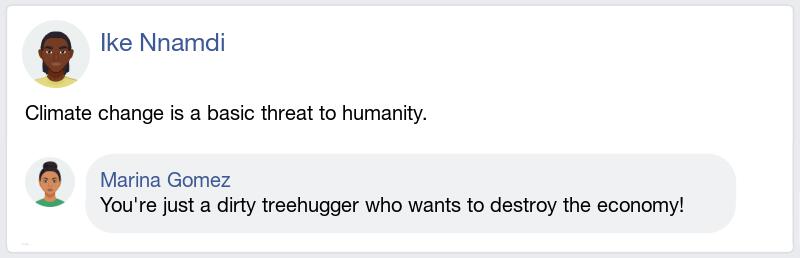 Ike Nnamdi
Climate change is a basic threat to humanity.
Marina Gomez
You're just a dirty treehugger who wants to destroy the economy!